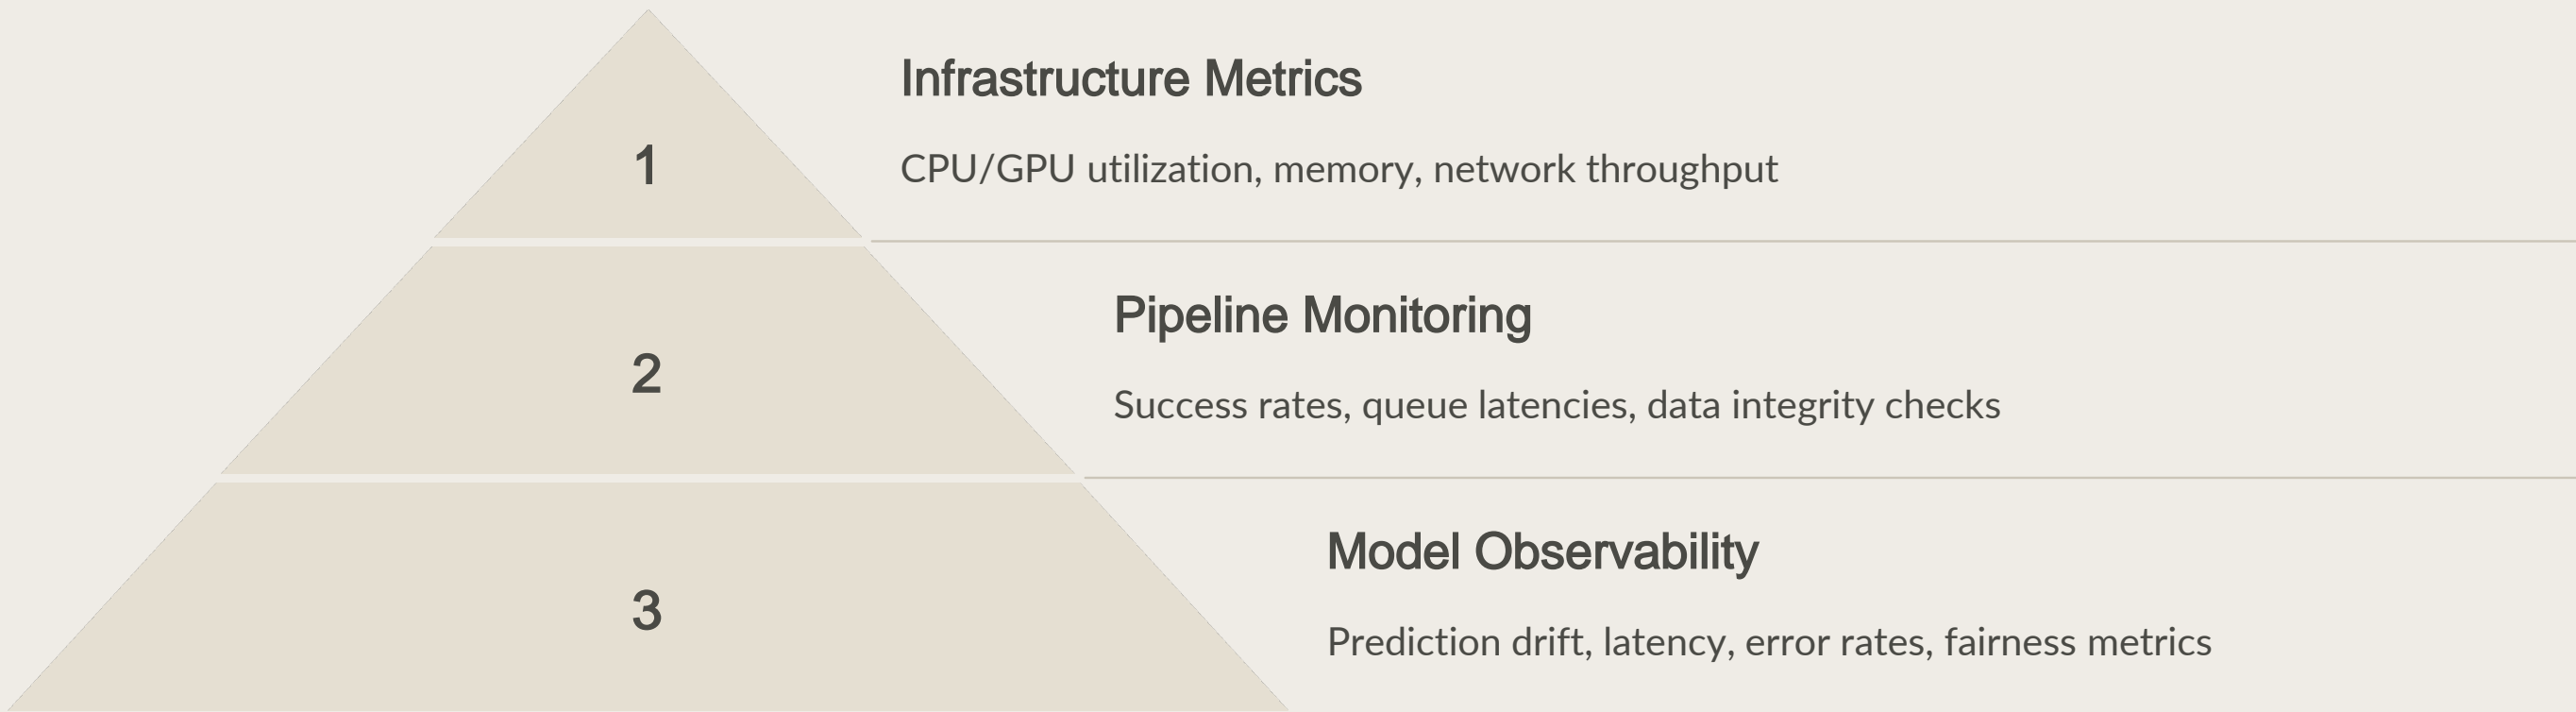 1
Infrastructure Metrics
CPU/GPU utilization, memory, network throughput
2
Pipeline Monitoring
Success rates, queue latencies, data integrity checks
3
Model Observability
Prediction drift, latency, error rates, fairness metrics